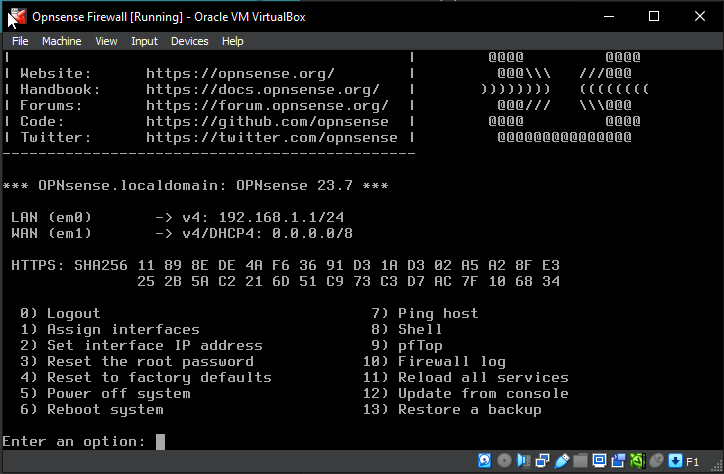 Opnsense Firewall [Running] - Oracle VM VirtualBox
File Machine View Input Devices Help
|                                             |         @@@@         @@@@
| Website:      https://opnsense.org/         |          @@@\\\   ///@@@
| Handbook:     https://docs.opnsense.org/    |        ))))))))   ((((((((
| Forums:       https://forum.opnsense.org/   |          @@@///   \\\@@@
| Code:         https://github.com/opnsense   |         @@@@         @@@@
| Twitter:      https://twitter.com/opnsense  |          @@@@@@@@@@@@@@@
----------------------------------------------
*** OPNsense.localdomain: OPNsense 23.7 ***
LAN (em0)       -> v4: 192.168.1.1/24
WAN (em1)       -> v4/DHCP4: 0.0.0.0/8
HTTPS: SHA256 11 89 8E DE 4A F6 36 91 D3 1A D3 02 A5 A2 8F E3
25 2B 5A C2 21 6D 51 C9 73 C3 D7 AC 7F 10 68 34
0) Logout                              7) Ping host
1) Assign interfaces                   8) Shell
2) Set interface IP address            9) pfTop
3) Reset the root password            10) Firewall log
4) Reset to factory defaults          11) Reload all services
5) Power off system                   12) Update from console
6) Reboot system                      13) Restore a backup
Enter an option:
F1